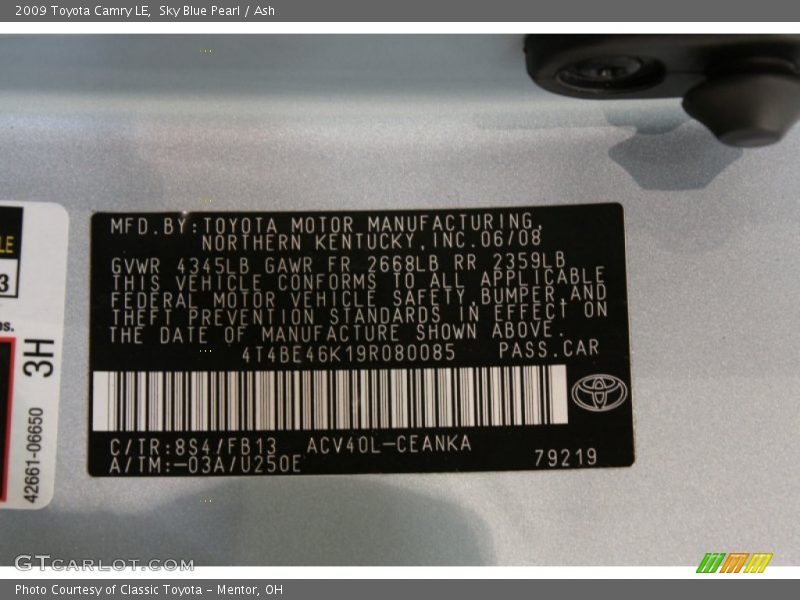 2009 Toyota Camry LE,  Sky Blue Pearl / Ash
MFD.BY:TOYOTA MOTOR MANUFACTURING,
NORTHERN KENTUCKY,INC.06/08
GVWR 4345LB GAWR FR 2668LB RR 2359LB
THIS VEHICLE CONFORMS TO ALL APPLICABLE
FEDERAL MOTOR VEHICLE SAFETY,BUMPER,AND
THEFT PREVENTION STANDARDS IN EFFECT ON
THE DATE OF MANUFACTURE SHOWN ABOVE.
4T4BE46K19R080085 PASS.CAR
C/TR:8S4/FB13 ACV40L-CEANKA
A/TM:-03A/U250E 79219
LE
3
bs.
3H
42661-06650
GTCARLOT.COM
Photo Courtesy of Classic Toyota - Mentor, OH